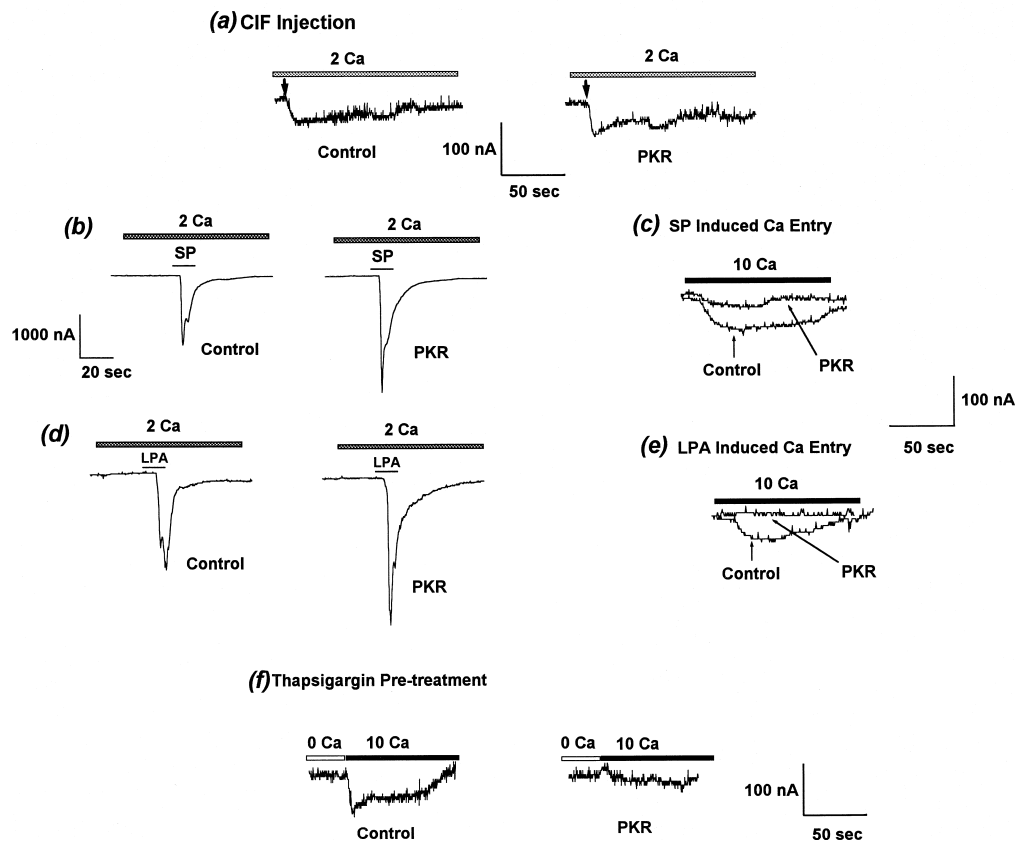 (a) CIF Injection
2 Ca
2 Ca
Control
100 nA
PKR
50 sec
(b)
2 Ca
SP
2 Ca
SP
(c) SP Induced Ca Entry
10 Ca
1000 nA
20 sec
Control
PKR
Control
PKR
100 nA
50 sec
(d)
2 Ca
LPA
2 Ca
LPA
(e) LPA Induced Ca Entry
10 Ca
Control
PKR
Control
PKR
(f) Thapsigargin Pre-treatment
0 Ca 10 Ca
0 Ca 10 Ca
100 nA
50 sec
Control
PKR